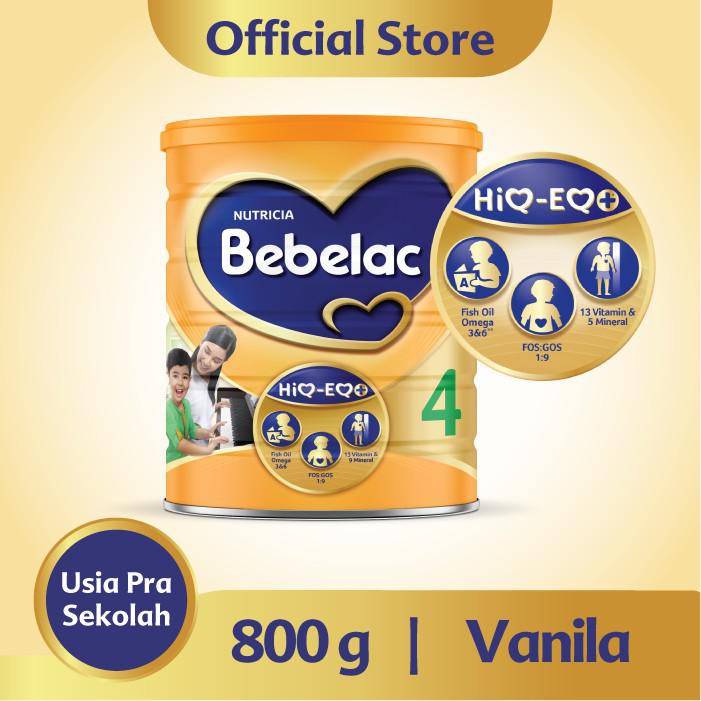 Official Store
NUTRICIA
Bebelac
HiQ-EQ+
A
Fish Oil
Omega
3&6**
FOS:GOS
1:9
13 Vitamin &
5 Mineral
HiQ-EQ+
A
Fish Oil
Omega
3&6
FOS:GOS
1:9
13 Vitamin &
9 Mineral
4
Usia Pra
Sekolah
800 g | Vanila